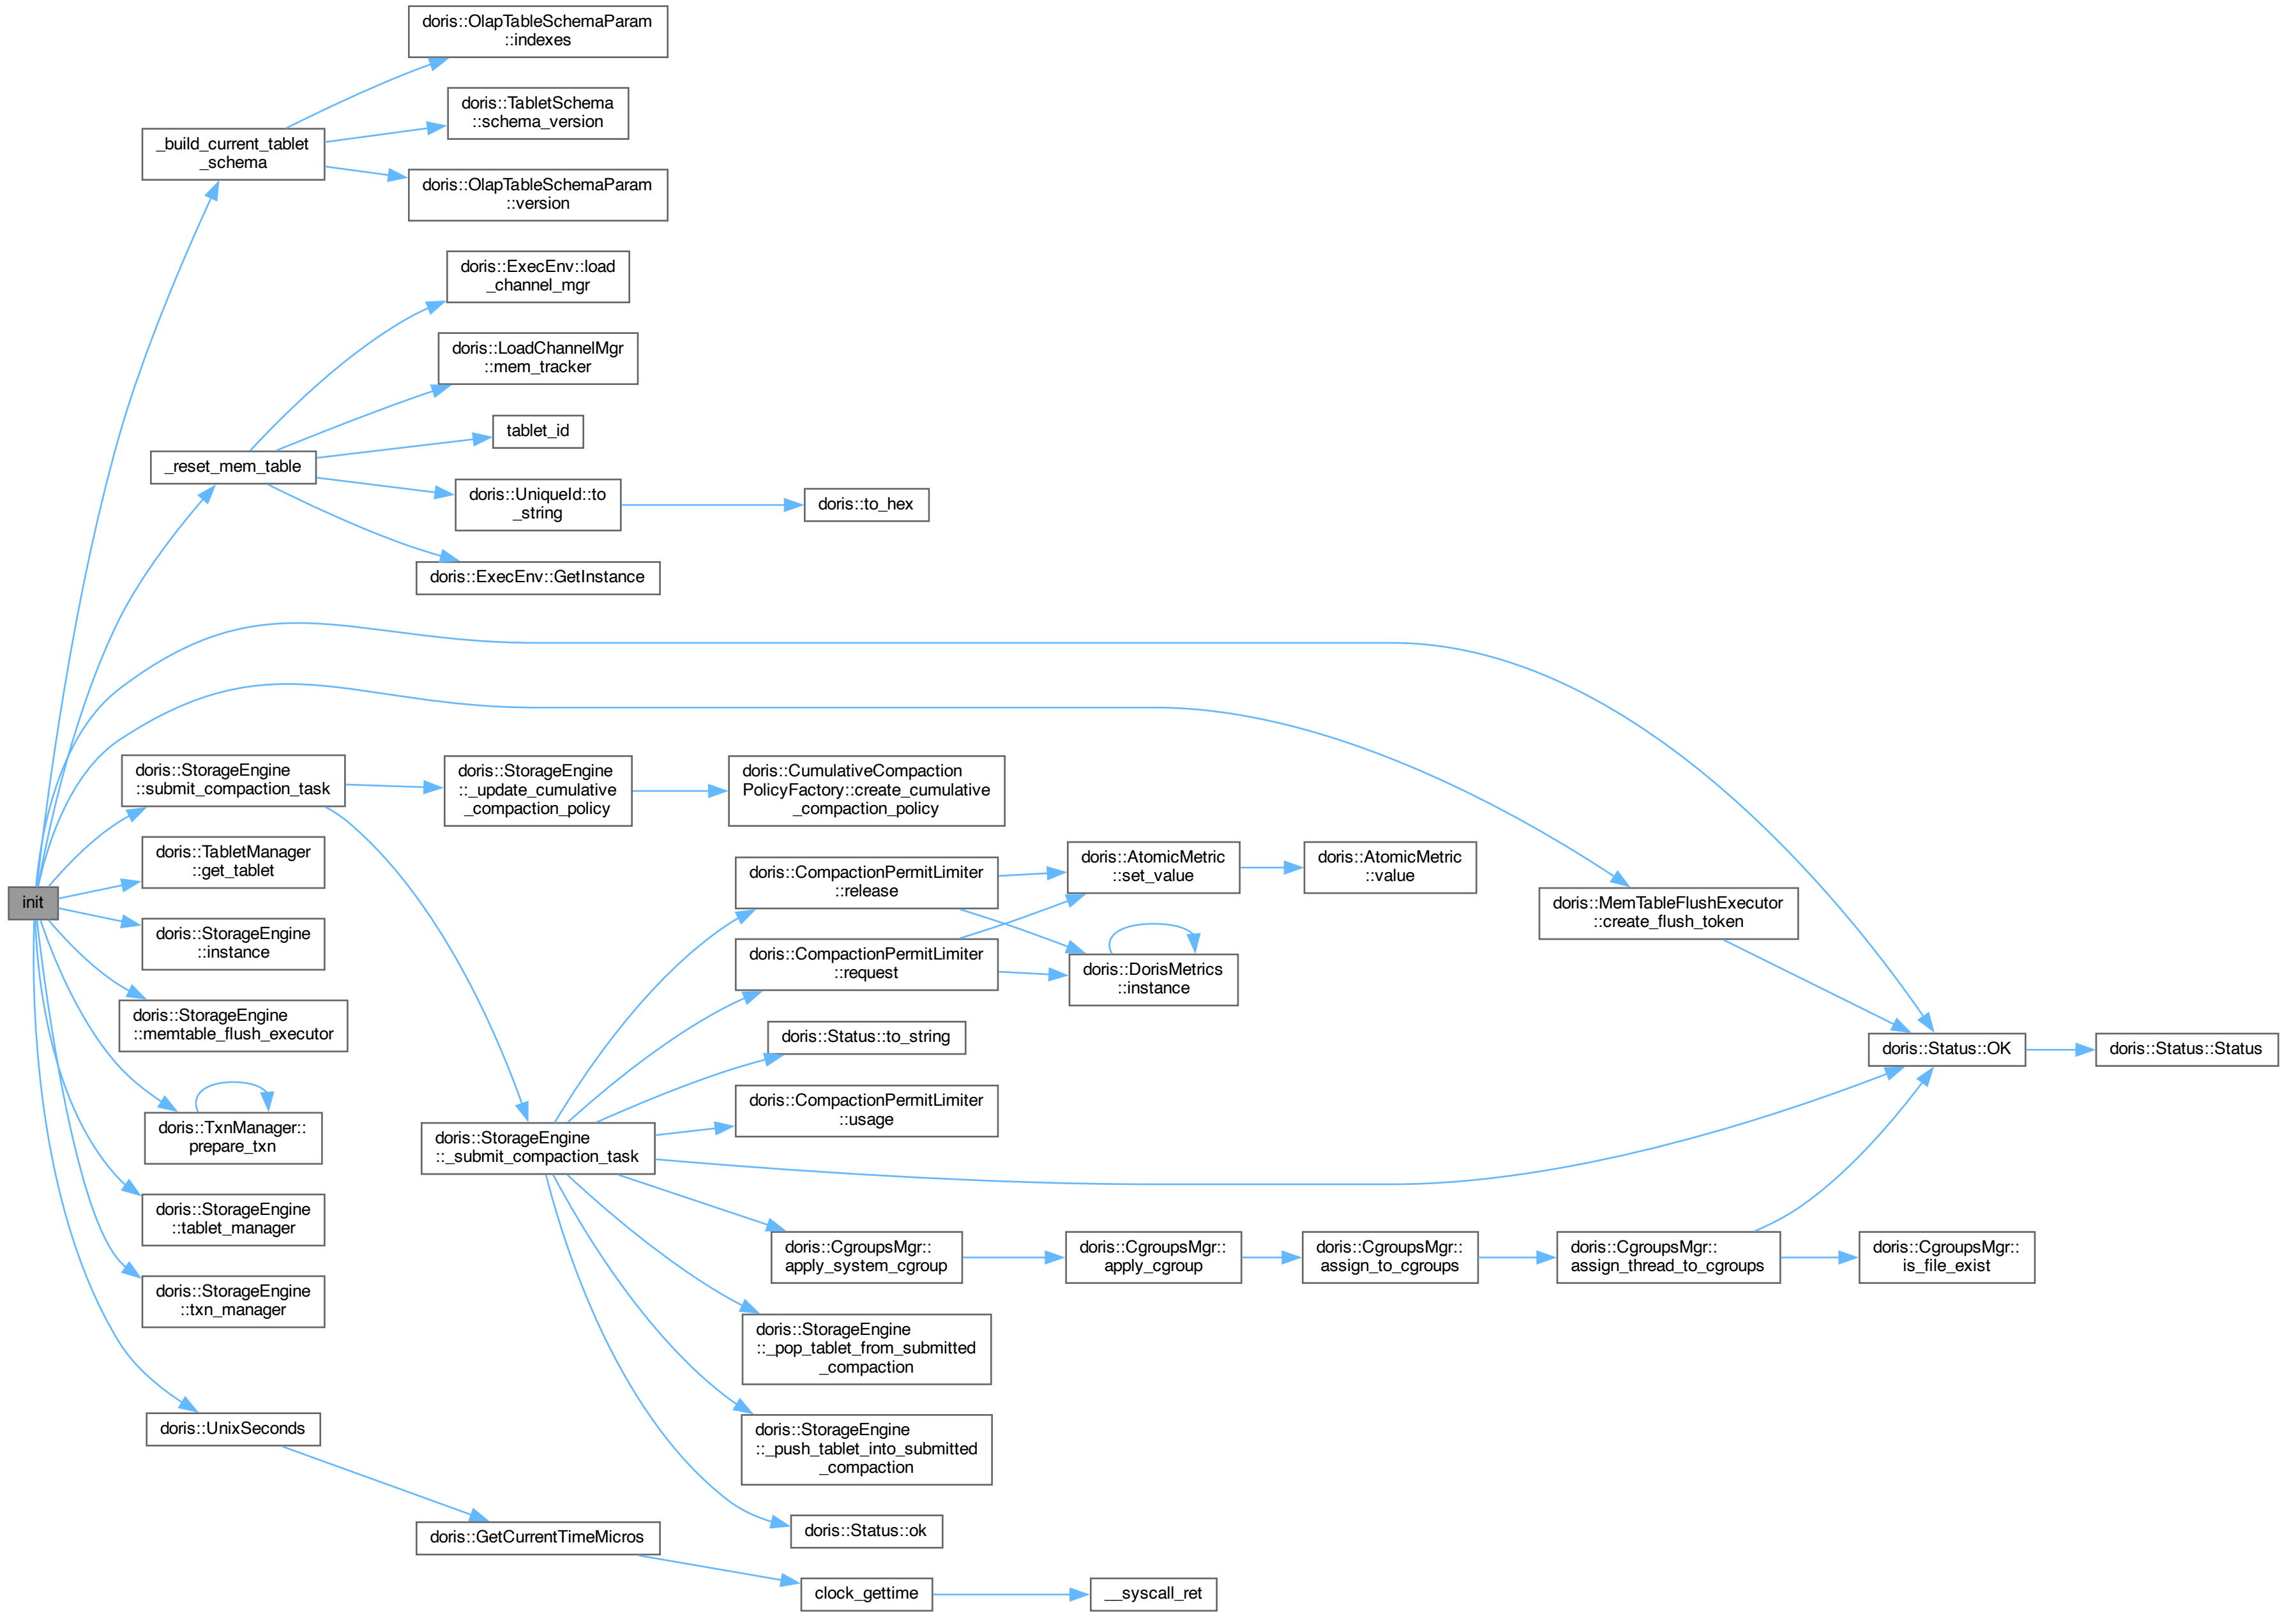 doris::OlapTableSchemaParam
::indexes
doris::TabletSchema
::schema_version
_build_current_tablet
_schema
doris::OlapTableSchemaParam
::version
doris::ExecEnv::load
_channel_mgr
doris::LoadChannelMgr
::mem_tracker
tablet_id
_reset_mem_table
doris::UniqueId::to
_string
doris::to_hex
doris::ExecEnv::GetInstance
doris::StorageEngine
::submit_compaction_task
doris::StorageEngine
::_update_cumulative
_compaction_policy
doris::CumulativeCompaction
PolicyFactory::create_cumulative
_compaction_policy
doris::TabletManager
::get_tablet
doris::CompactionPermitLimiter
::release
doris::AtomicMetric
::set_value
doris::AtomicMetric
::value
init
doris::MemTableFlushExecutor
::create_flush_token
doris::StorageEngine
::instance
doris::CompactionPermitLimiter
::request
doris::DorisMetrics
::instance
doris::StorageEngine
::memtable_flush_executor
doris::Status::to_string
doris::Status::OK
doris::Status::Status
doris::CompactionPermitLimiter
::usage
doris::TxnManager::
prepare_txn
doris::StorageEngine
::_submit_compaction_task
doris::StorageEngine
::tablet_manager
doris::CgroupsMgr::
apply_system_cgroup
doris::CgroupsMgr::
apply_cgroup
doris::CgroupsMgr::
assign_to_cgroups
doris::CgroupsMgr::
assign_thread_to_cgroups
doris::CgroupsMgr::
is_file_exist
doris::StorageEngine
::txn_manager
doris::StorageEngine
::_pop_tablet_from_submitted
_compaction
doris::UnixSeconds
doris::StorageEngine
::_push_tablet_into_submitted
_compaction
doris::Status::ok
doris::GetCurrentTimeMicros
clock_gettime
__syscall_ret